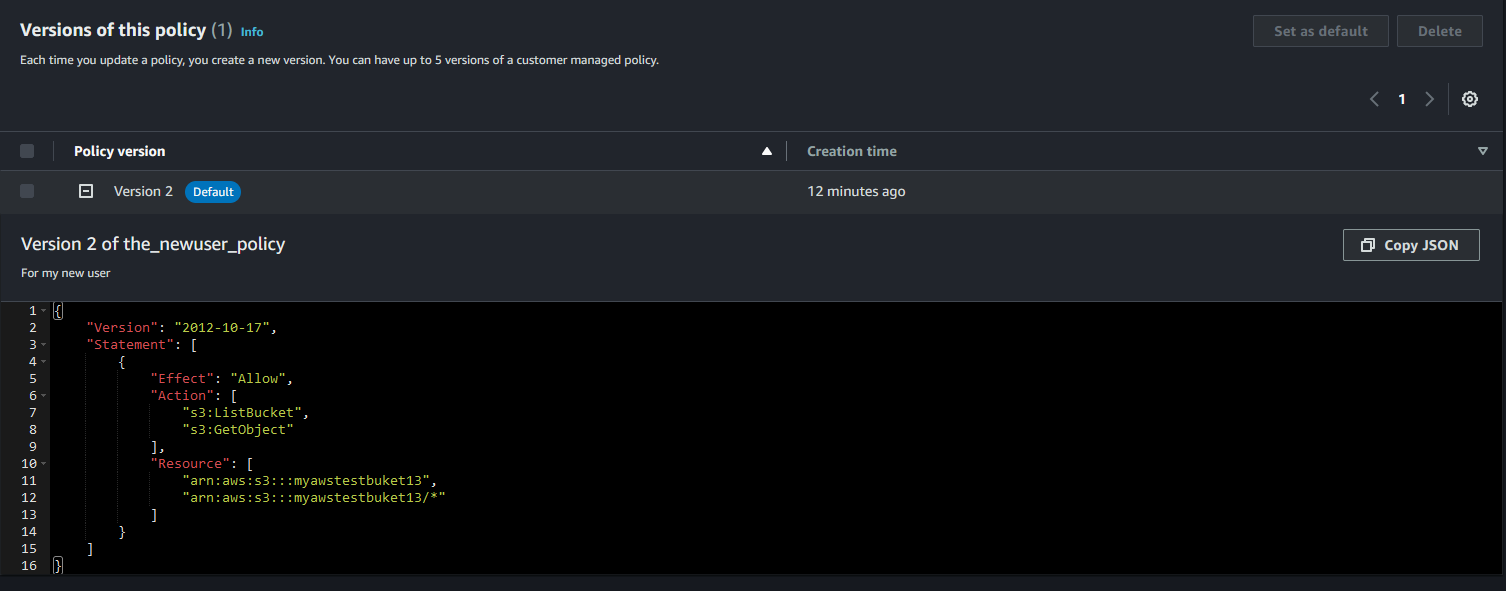 Versions of this policy (1) Info
Set as default
Delete
Each time you update a policy, you create a new version. You can have up to 5 versions of a customer managed policy.
1
Policy version
Creation time
Version 2 Default
12 minutes ago
Version 2 of the_newuser_policy
Copy JSON
For my new user
1 {
2     "Version": "2012-10-17",
3     "Statement": [
4         {
5             "Effect": "Allow",
6             "Action": [
7                 "s3:ListBucket",
8                 "s3:GetObject"
9             ],
10             "Resource": [
11                 "arn:aws:s3:::myawstestbuket13",
12                 "arn:aws:s3:::myawstestbuket13/*"
13             ]
14         }
15     ]
16 }